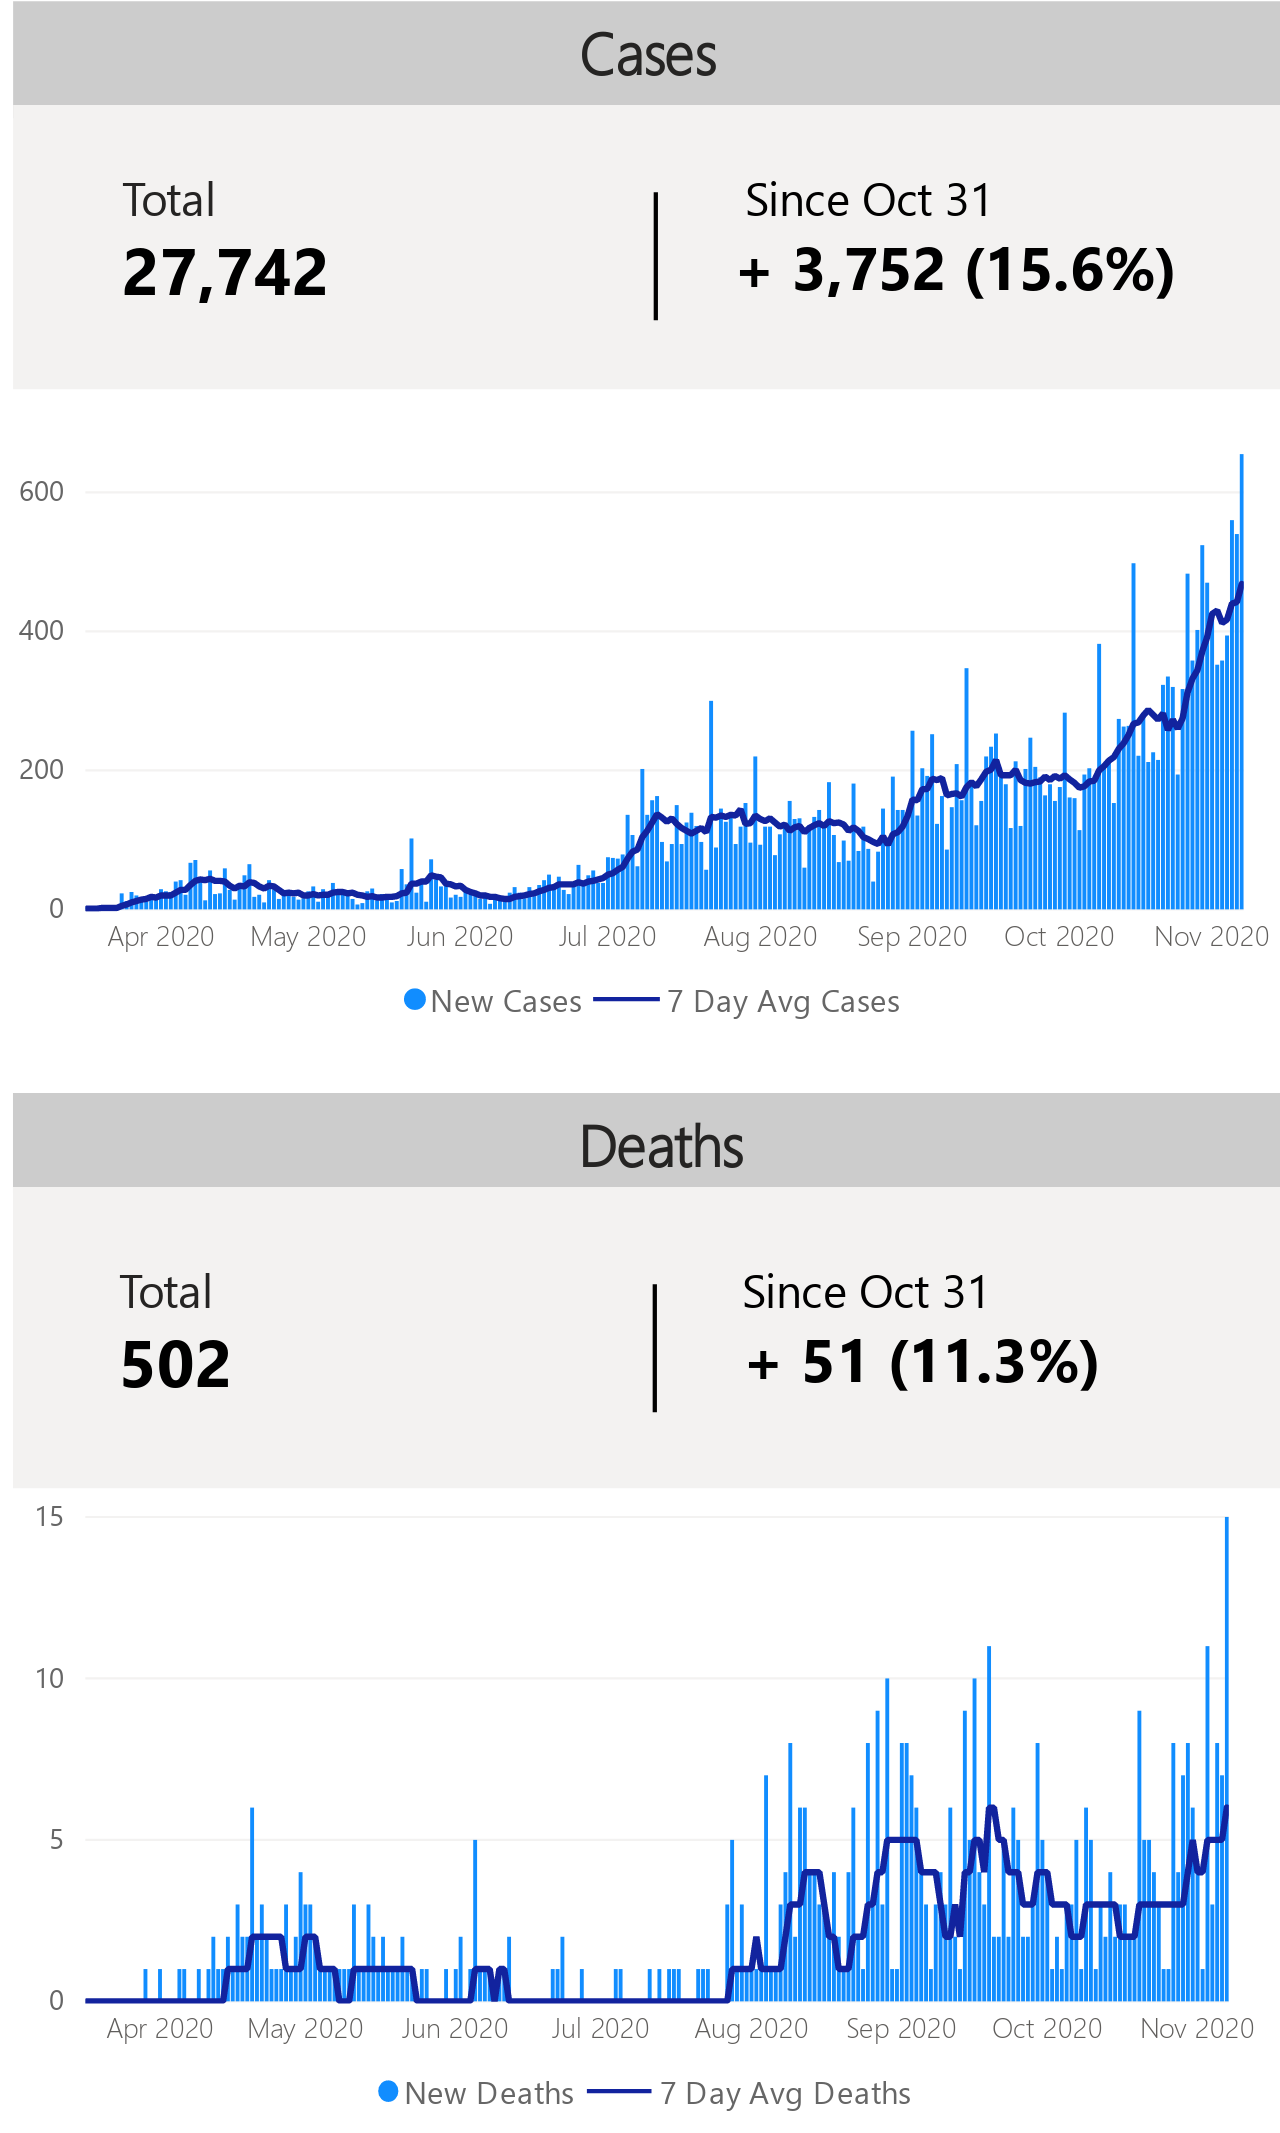 Cases
Total
Since Oct 31
27,742
+ 3,752 (15.6%)
600
400
200
0
Apr 2020 May 2020 Jun 2020 Jul 2020 Aug 2020 Sep 2020 Oct 2020 Nov 2020
New Cases 7 Day Avg Cases
Deaths
Total
Since Oct 31
502
+ 51 (11.3%)
15
10
5
0
Apr 2020 May 2020 Jun 2020 Jul 2020 Aug 2020 Sep 2020 Oct 2020 Nov 2020
New Deaths 7 Day Avg Deaths